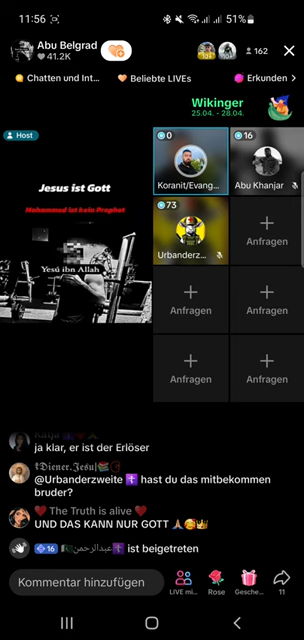 11:56
51%
Abu Belgrad
41.2K
162
Chatten und Int...
Beliebte LIVEs
Erkunden >
Wikinger
25.04. - 28.04.
Host
Jesus ist Gott
Mohammed ist kein Prophet
Yesú ibn Allah
0
Koranit/Evang...
16
Abu Khanjar
73
Urbanderz...
Anfragen
Anfragen
Anfragen
Anfragen
Anfragen
ja klar, er ist der Erlöser
𝔇𝔦𝔢𝔫𝔢𝔯.𝔍𝔢𝔰𝔲
@Urbanderzweite ✝️ hast du das mitbekommen
bruder?
The Truth is alive
UND DAS KANN NUR GOTT
16 عبدالرحمن ist beigetreten
Kommentar hinzufügen
LIVE mi...
Rose
Gesche...
11